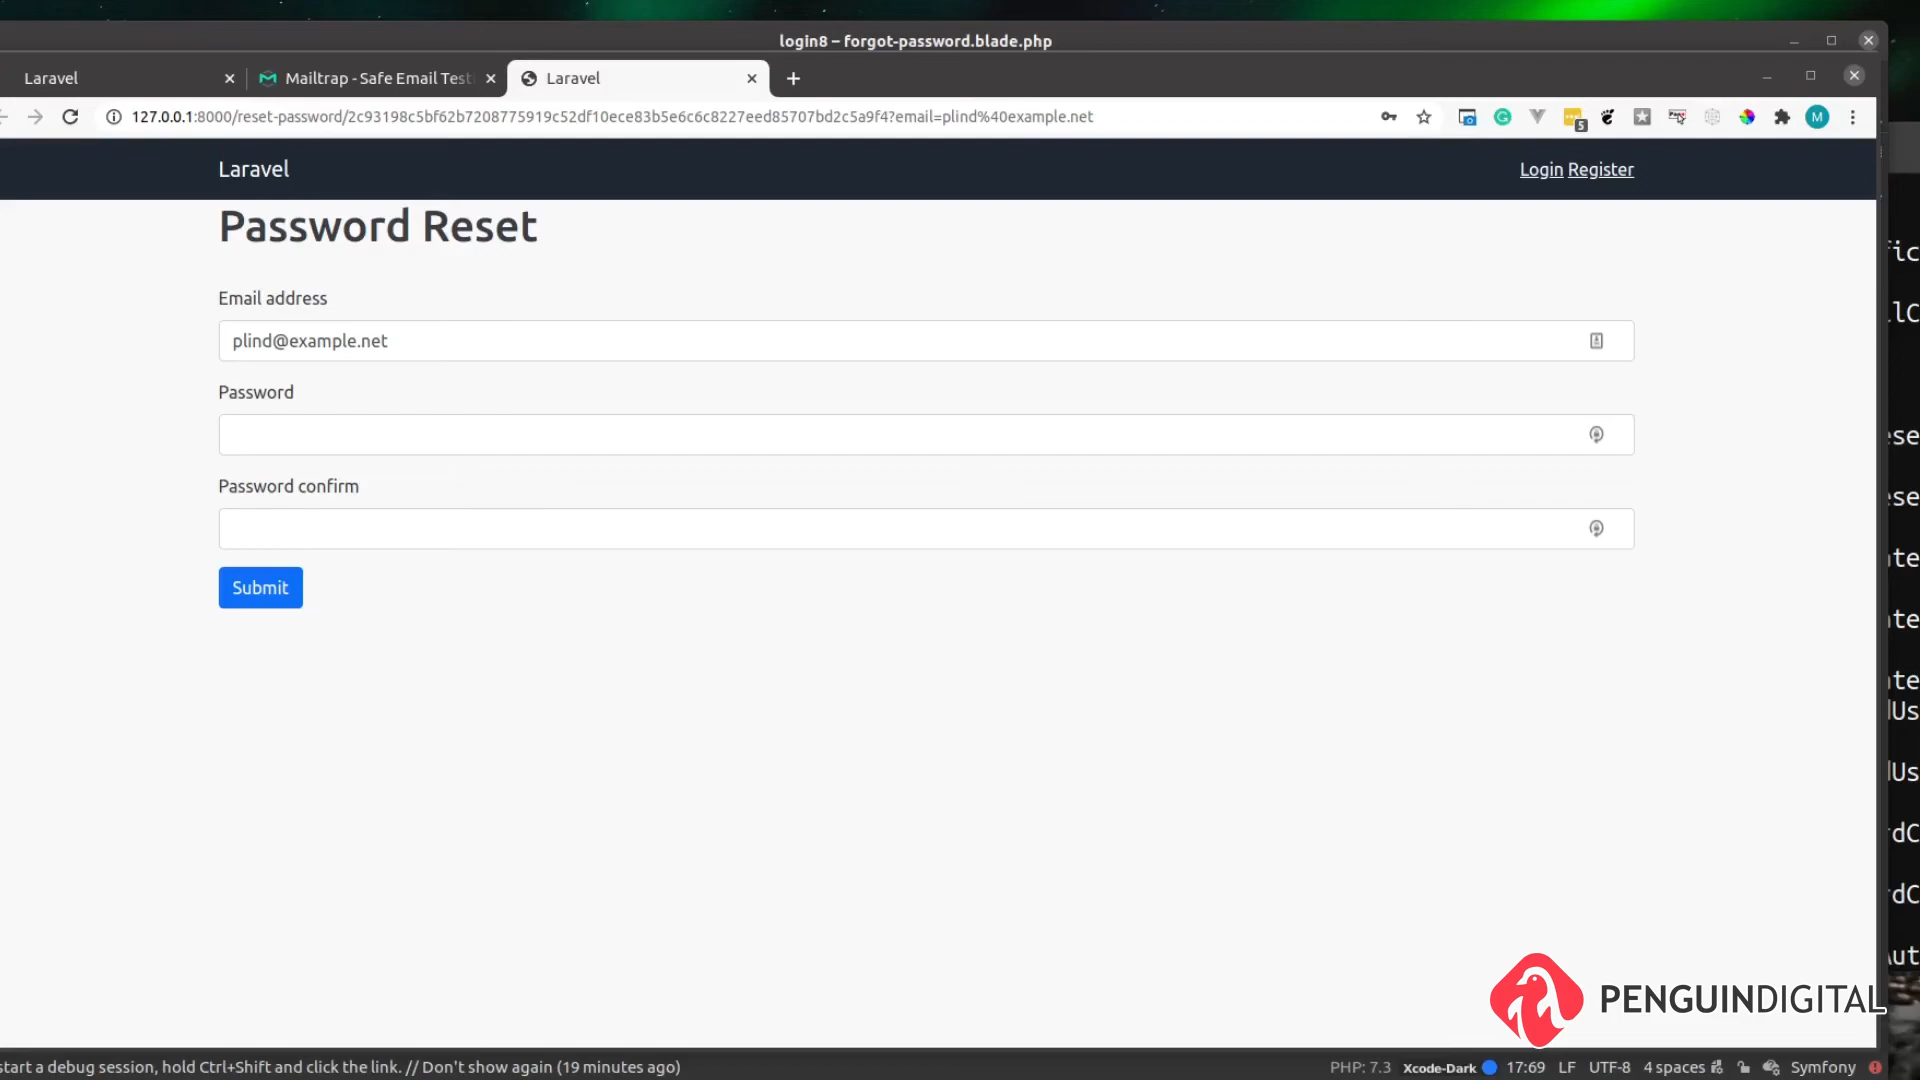 login8 – forgot-password.blade.php
Laravel
Mailtrap - Safe Email Test
Laravel
127.0.0.1:8000/reset-password/2c93198c5bf62b7208775919c52df10ece83b5e6c6c8227eed85707bd2c5a9f4?email=plind%40example.net
5
M
Laravel
Login Register
Password Reset
Email address
plind@example.net
Password
Password confirm
Submit
PENGUINDIGITAL
start a debug session, hold Ctrl+Shift and click the link. // Don't show again (19 minutes ago)
PHP: 7.3 Xcode-Dark 17:69 LF UTF-8 4 spaces Symfony